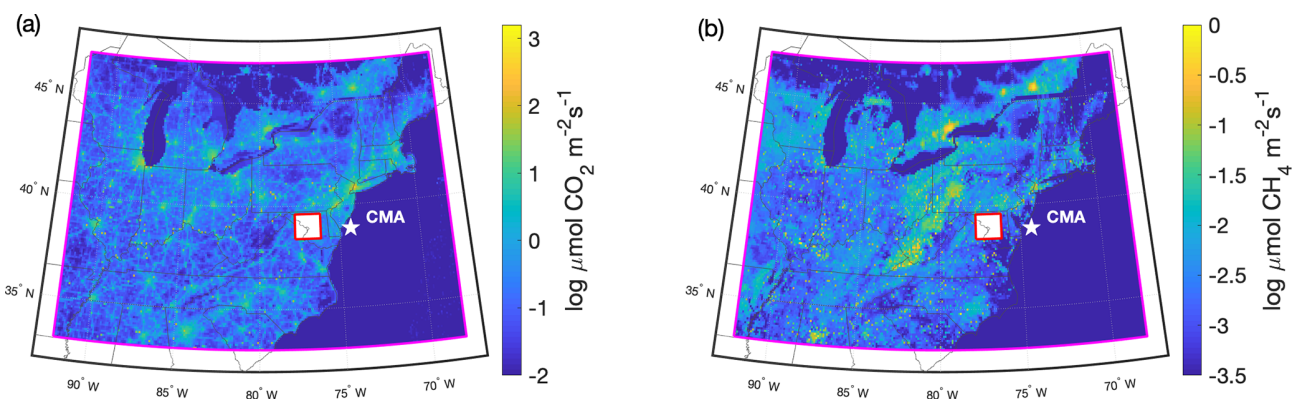 (a)
45° N
40° N
35° N
90° W
85° W
80° W
75° W
70° W
CMA
3
2
1
0
-1
-2
log μmol CO2 m-2s-1
(b)
45° N
40° N
35° N
90° W
85° W
80° W
75° W
70° W
CMA
0
-0.5
-1
-1.5
-2
-2.5
-3
-3.5
log μmol CH4 m-2s-1